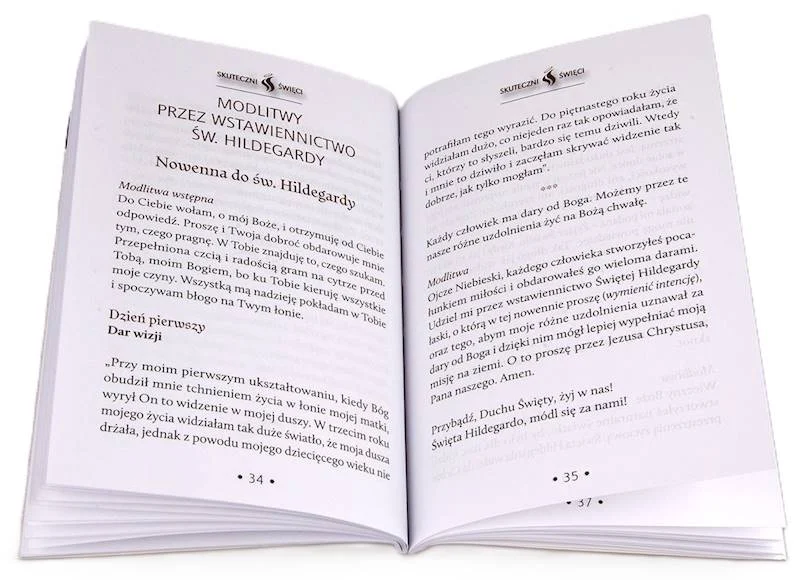 SKUTECZNI ŚWIĘCI
MODLITWY
PRZEZ WSTAWIENNICTWO
ŚW. HILDEGARDY
Nowenna do św. Hildegardy
Modlitwa wstępna
Do Ciebie wołam, o mój Boże, i otrzymuję od Ciebie
odpowiedź. Proszę i Twoja dobroć obdarowuje mnie
tym, czego pragnę. W Tobie znajduję to, czego szukam.
Przepełniona czcią i radością gram na cytrze przed
Tobą, moim Bogiem, bo ku Tobie kieruję wszystkie
moje czyny. Wszystką mą nadzieję pokładam w Tobie
i spoczywam błogo na Twym łonie.
Dzień pierwszy
Dar wizji
„Przy moim pierwszym ukształtowaniu, kiedy Bóg
obudził mnie tchnieniem życia w łonie mojej matki,
wyrył On to widzenie w mojej duszy. W trzecim roku
mojego życia widziałam tak duże światło, że moja dusza
drżała, jednak z powodu mojego dziecięcego wieku nie
• 34 •
SKUTECZNI ŚWIĘCI
potrafiłam tego wyrazić. Do piętnastego roku życia
widziałam dużo, co niejeden raz tak opowiadałam, że
ci, którzy to słyszeli, bardzo się temu dziwili. Wtedy
i mnie to dziwiło i zaczęłam skrywać widzenie tak
dobrze, jak tylko mogłam”.
***
Każdy człowiek ma dary od Boga. Możemy przez te
nasze różne uzdolnienia żyć na Bożą chwałę.
Modlitwa
Ojcze Niebieski, każdego człowieka stworzyłeś poca-
łunkiem miłości i obdarowałeś go wieloma darami.
Udziel mi przez wstawiennictwo Świętej Hildegardy
łaski, o którą w tej nowennie proszę (wymienić intencję),
oraz tego, abym moje różne uzdolnienia uznawał za
dary od Boga i dzięki nim mógł lepiej wypełniać moją
misję na ziemi. O to proszę przez Jezusa Chrystusa,
Pana naszego. Amen.
Przybądź, Duchu Święty, żyj w nas!
Święta Hildegardo, módl się za nami!
• 35 •
• 37 •